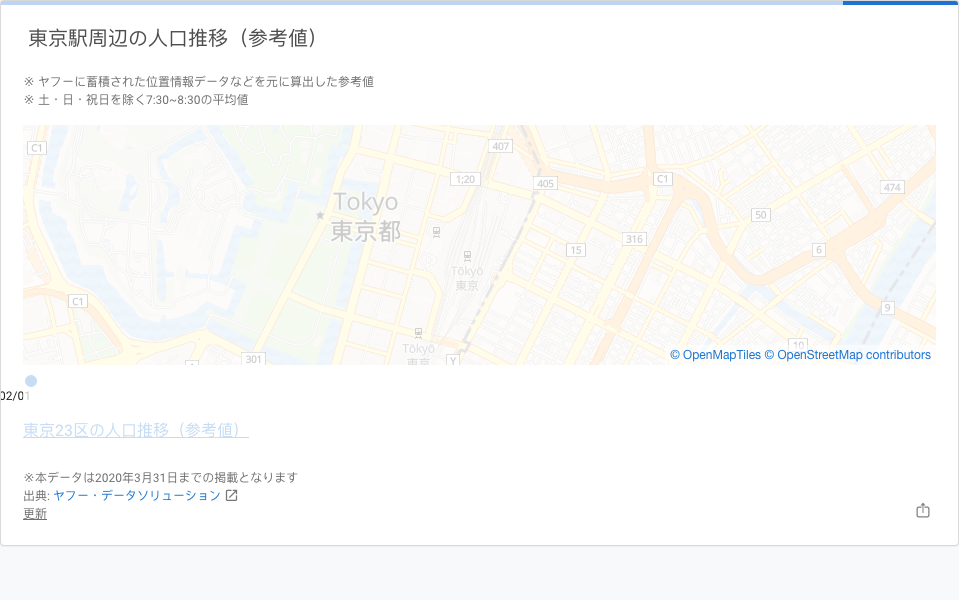 東京駅周辺の人口推移（参考値）
※ ヤフーに蓄積された位置情報データなどを元に算出した参考値
※ 土・日・祝日を除く7:30~8:30の平均値
C1
407
1;20
405
C1
474
Tokyo
東京都
50
316
15
6
Tōkyō
東京
C1
9
10
Tōkyō
東京
301
Y
© OpenMapTiles © OpenStreetMap contributors
02/01
東京23区の人口推移（参考値）
※本データは2020年3月31日までの掲載となります
出典: ヤフー・データソリューション
更新